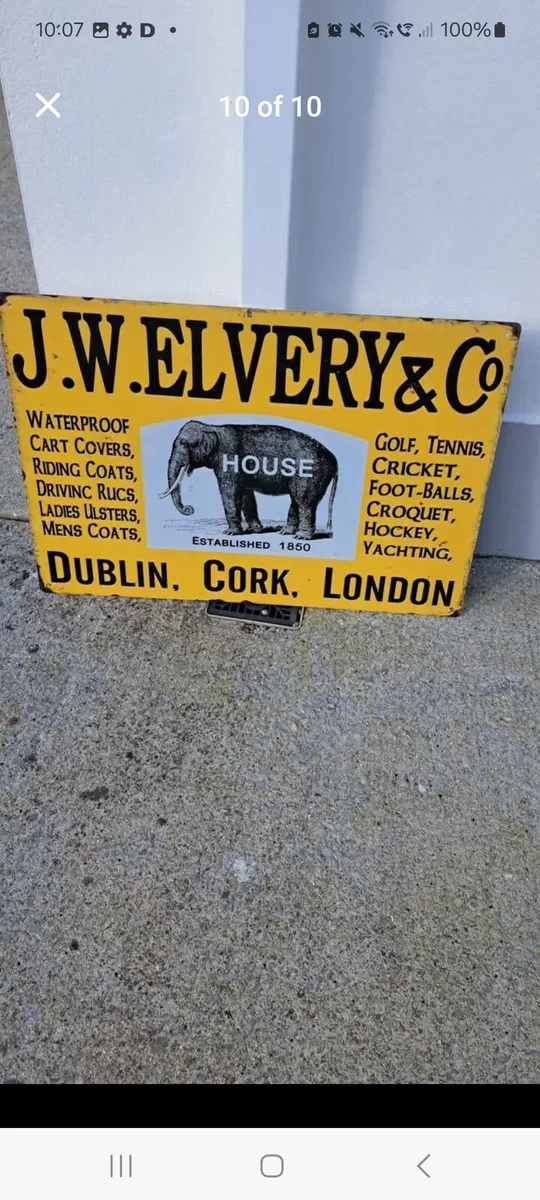 10:07
100%
10 of 10
J.W.ELVERY & Co
WATERPROOF
CART COVERS,
RIDING COATS,
DRIVINC RUCS,
LADIES ULSTERS,
MENS COATS,
HOUSE
ESTABLISHED 1850
GOLF, TENNIS,
CRICKET,
FOOT-BALLS,
CROQUET,
HOCKEY,
YACHTING,
DUBLIN. CORK. LONDON